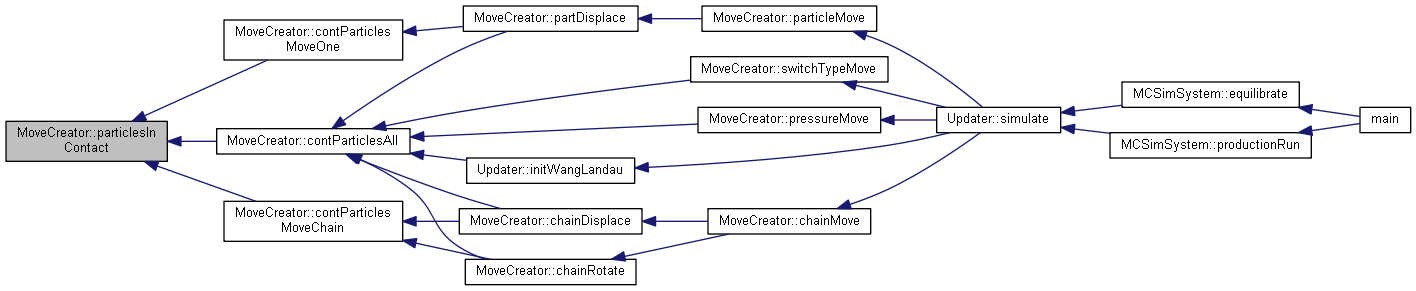 MoveCreator::particlesIn
Contact
MoveCreator::contParticles
MoveOne
MoveCreator::contParticlesAll
MoveCreator::contParticles
MoveChain
MoveCreator::partDisplace
MoveCreator::particleMove
MoveCreator::switchTypeMove
MoveCreator::pressureMove
Updater::initWangLandau
MoveCreator::chainDisplace
MoveCreator::chainMove
MoveCreator::chainRotate
Updater::simulate
MCSimSystem::equilibrate
MCSimSystem::productionRun
main